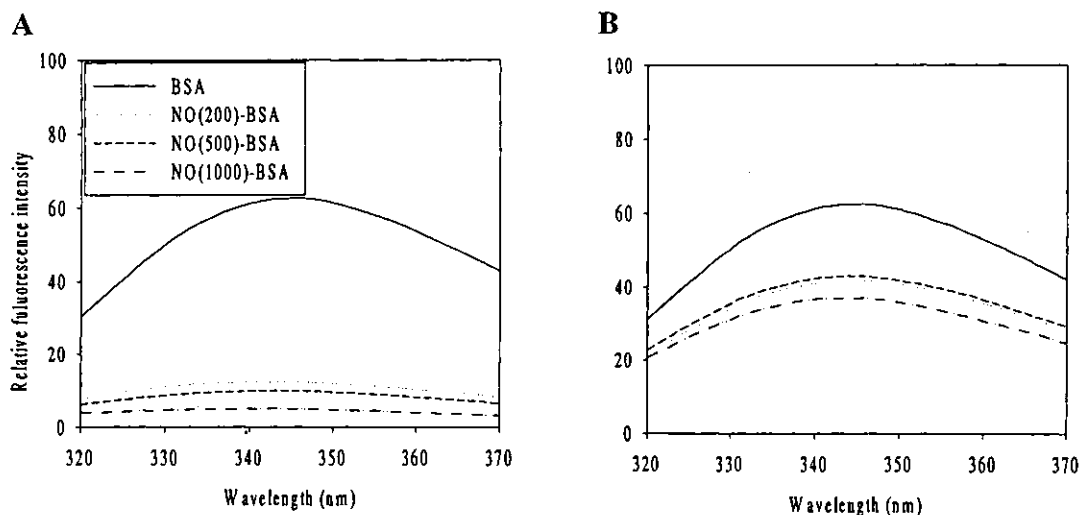 A
B
Relative fuluorescence intensity
100
80
60
40
20
0
BSA
NO(200)-BSA
NO(500)-BSA
NO(1000)-BSA
320 330 340 350 360 370
Wavelength (nm)
100
80
60
40
20
0
320 330 340 350 360 370
Wavelength (nm)